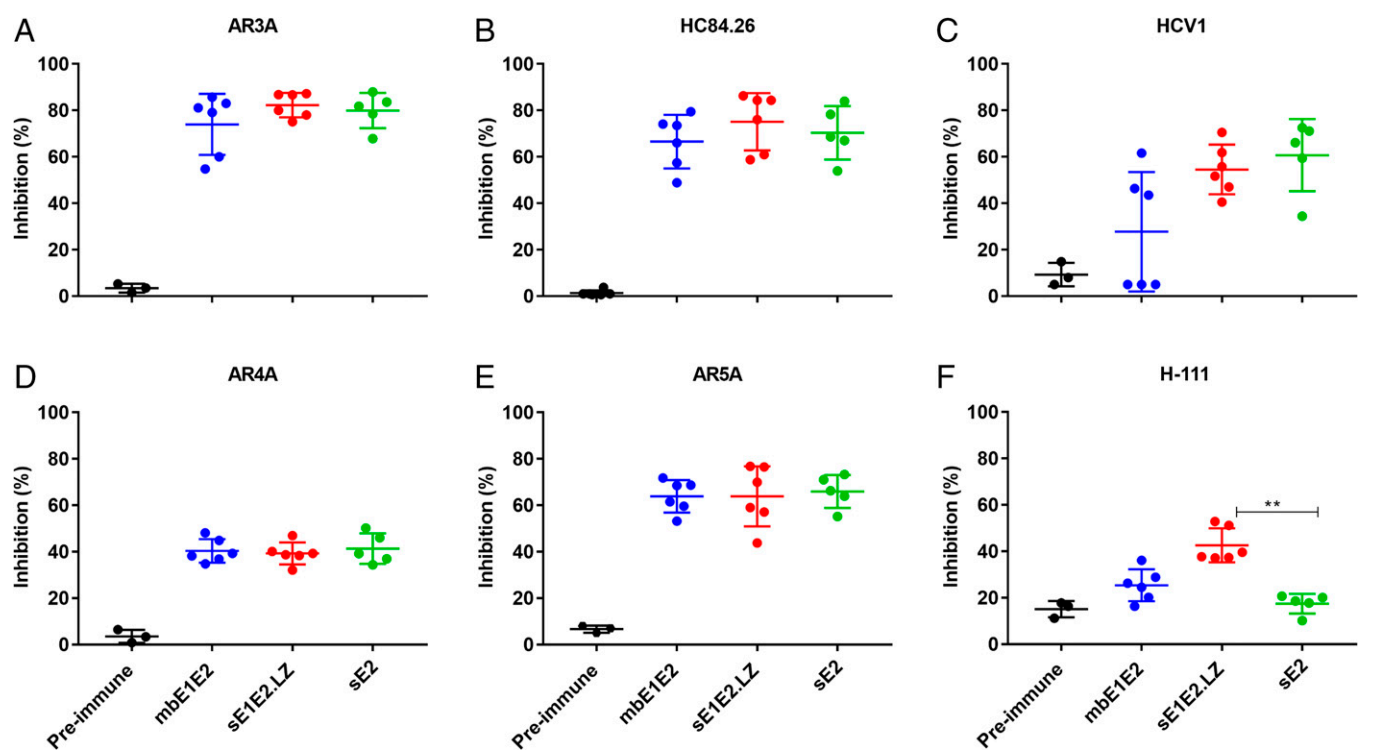 A
AR3A
B
HC84.26
C
HCV1
Inhibition (%)
100
80
60
40
20
0
Inhibition (%)
100
80
60
40
20
0
Inhibition (%)
100
80
60
40
20
0
D
AR4A
E
AR5A
F
H-111
Inhibition (%)
100
80
60
40
20
0
Inhibition (%)
100
80
60
40
20
0
Inhibition (%)
100
80
60
40
20
0
**
Pre-immune
mbE1E2
sE1E2.LZ
sE2
Pre-immune
mbE1E2
sE1E2.LZ
sE2
Pre-immune
mbE1E2
sE1E2.LZ
sE2